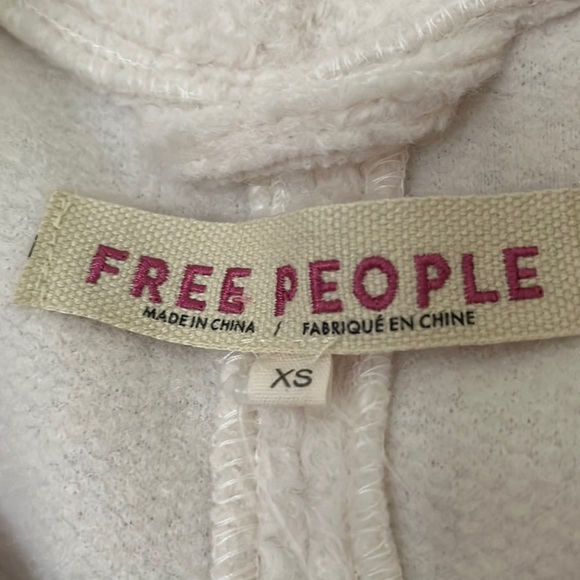 FREE PEOPLE
MADE IN CHINA / FABRIQUÉ EN CHINE
XS